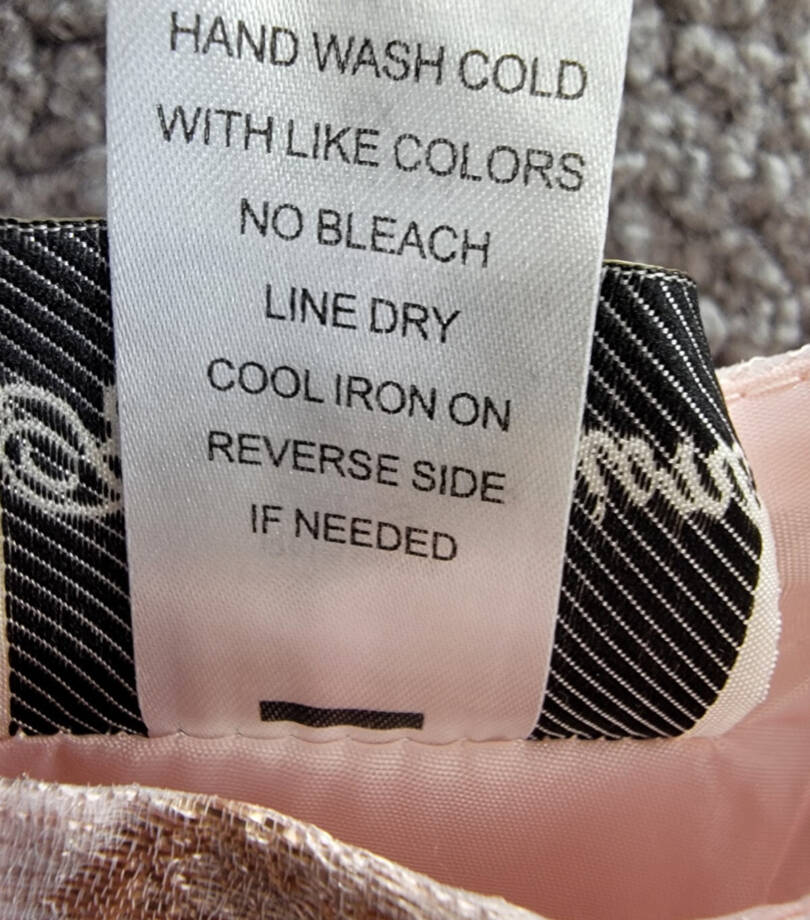 HAND WASH COLD
WITH LIKE COLORS
NO BLEACH
LINE DRY
COOL IRON ON
REVERSE SIDE
IF NEEDED